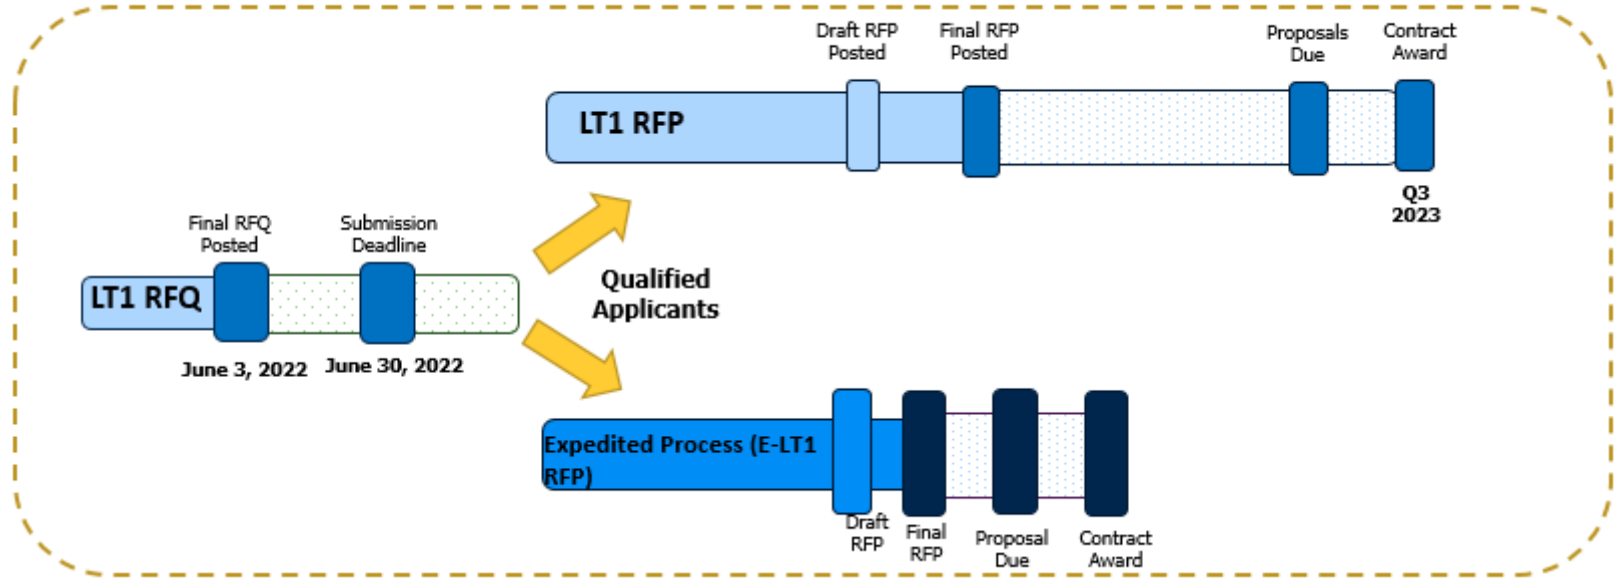 Draft RFP
Posted
Final RFP
Posted
Proposals
Due
Contract
Award
LT1 RFP
Q3
2023
Final RFQ
Posted
Submission
Deadline
LT1 RFQ
June 3, 2022
June 30, 2022
Qualified
Applicants
Expedited Process (E-LT1
RFP)
Draft
RFP
Final
RFP
Proposal
Due
Contract
Award